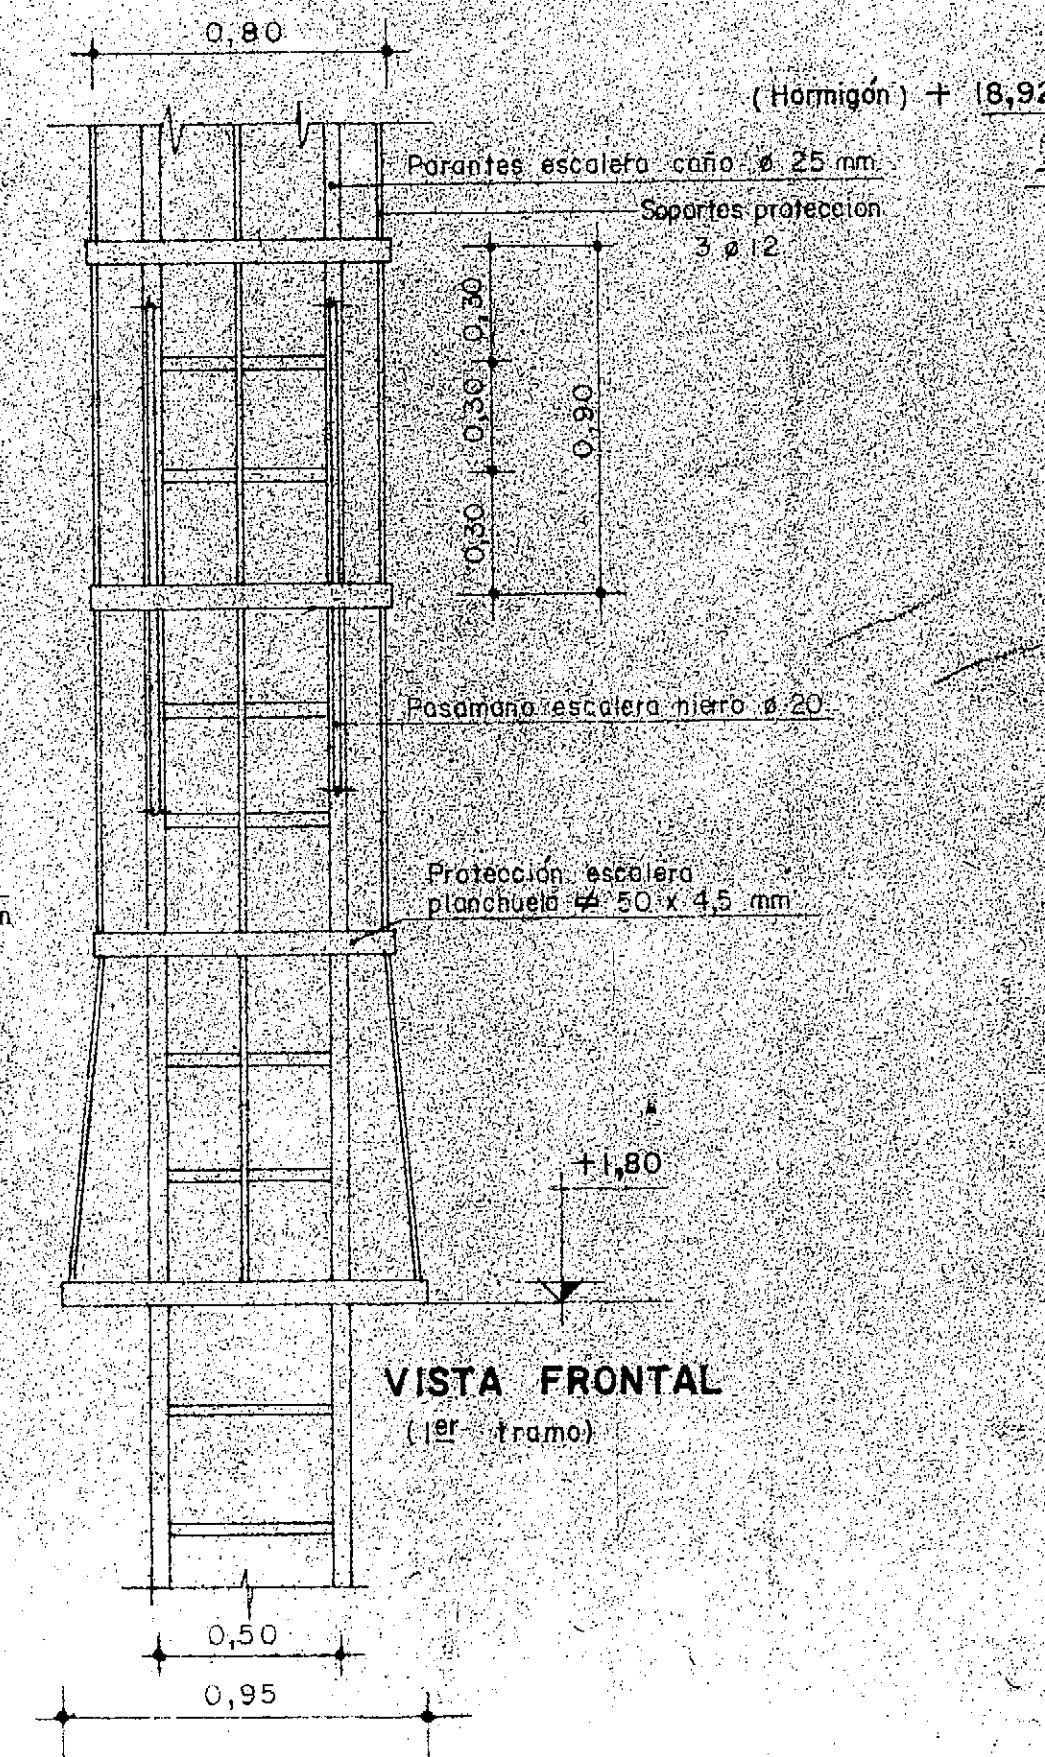 0,80
(Hormigón) + 18,92
Parantes escalera caño ø 25 mm
Soportes protección
3 ø 12
0,30
0,30
0,90
0,30
Pasamano escalera hierro ø 20
Protección escalera
planchuela ≠ 50 x 4,5 mm
n
+1,80
VISTA FRONTAL
(1er tramo)
0,50
0,95